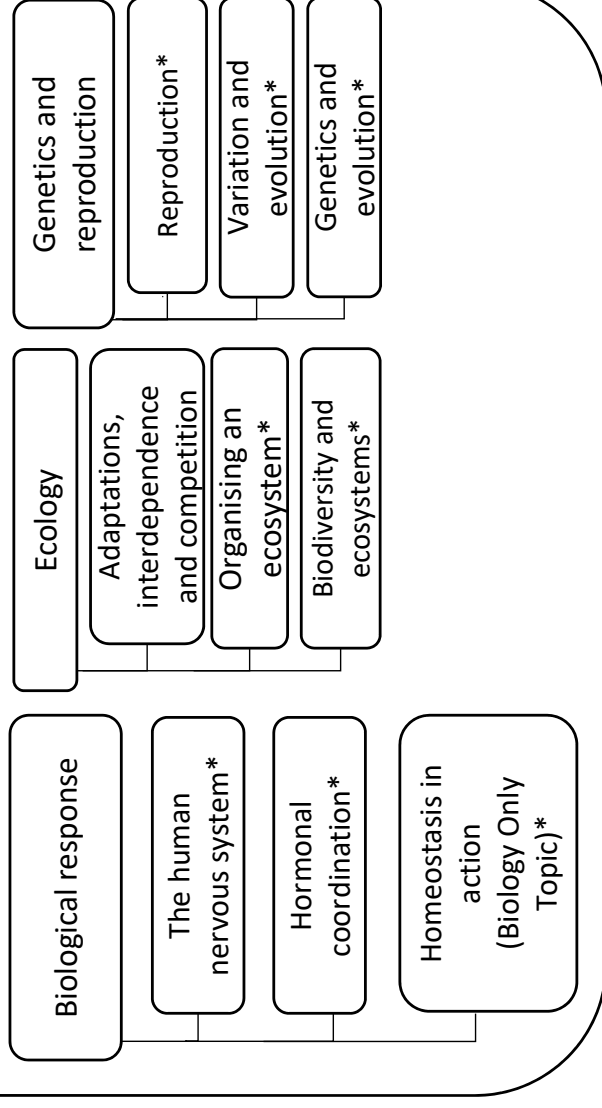 Biological response
The human
nervous system*
Hormonal
coordination*
Homeostasis in
action
(Biology Only
Topic)*
Ecology
Adaptations,
interdependence
and competition
Organising an
ecosystem*
Biodiversity and
ecosystems*
Genetics and
reproduction
Reproduction*
Variation and
evolution*
Genetics and
evolution*